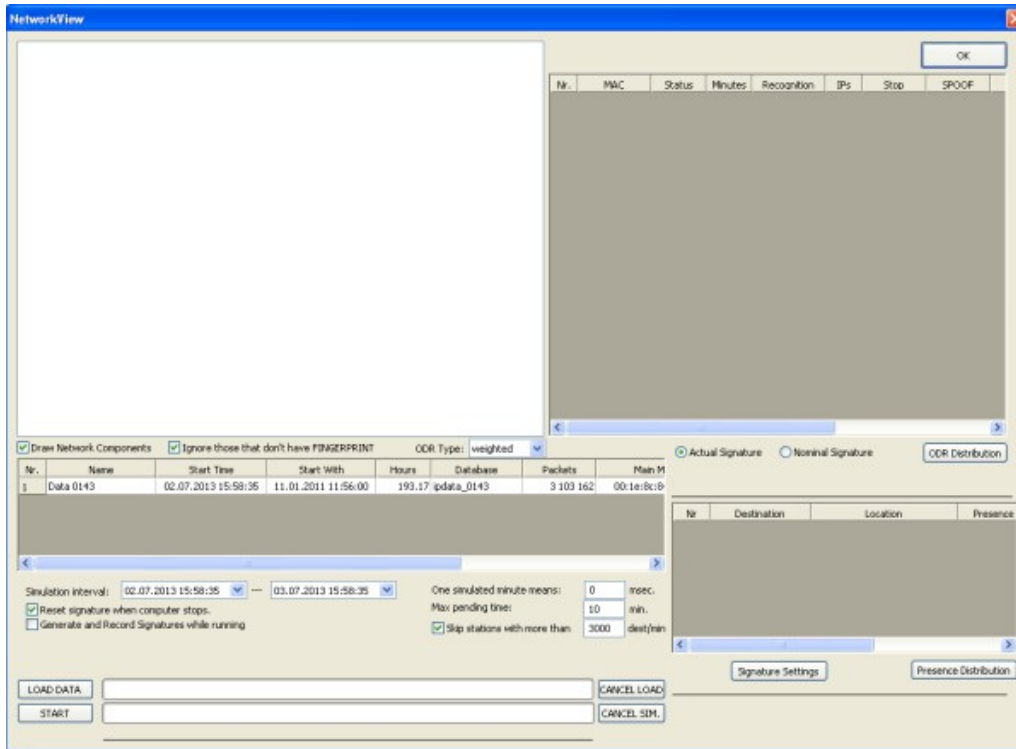 NetworkView
OK
Nr. MAC Status Minutes Recognition IPs Stop SPOOF
Draw Network Components Ignore those that don't have FINGERPRINT ODR Type: weighted
Actual Signature Nominal Signature ODR Distribution
Nr. Name Start Time Start With Hours Database Packets Main M
1 Data 0143 02.07.2013 15:58:35 11.01.2011 11:56:00 193.17 ipdata_0143 3 103 162 00:1e:8c:8
Nr Destination Location Presence
Simulation interval: 02.07.2013 15:58:35 --- 03.07.2013 15:58:35 One simulated minute means: 0 msec.
Reset signature when computer stops. Max pending time: 10 min.
Generate and Record Signatures while running Skip stations with more than 3000 dest/min
Signature Settings Presence Distribution
LOAD DATA CANCEL LOAD
START CANCEL SIM.